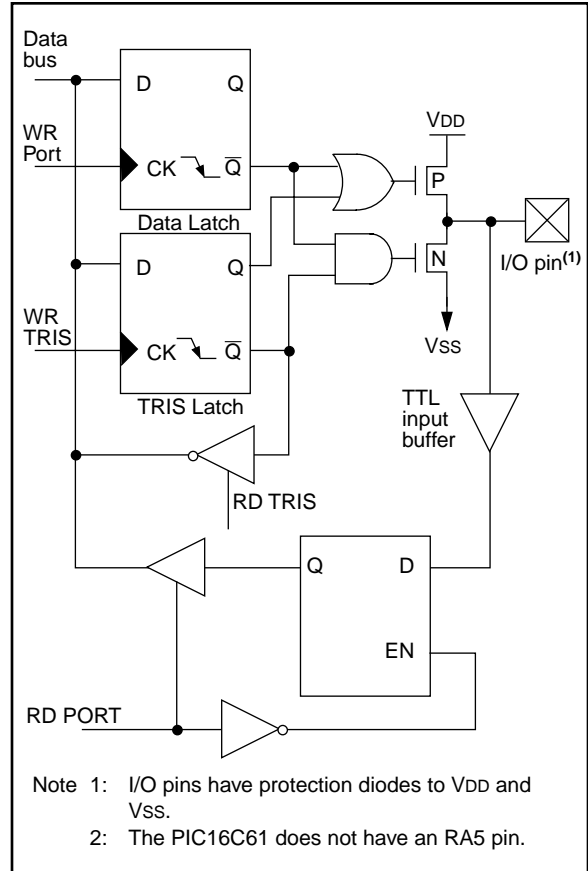 Data
bus
D Q
VDD
WR
Port
CK Q
P
Data Latch
D Q
N
I/O pin(1)
WR
TRIS
CK Q
VSS
TRIS Latch
TTL
input
buffer
RD TRIS
Q D
EN
RD PORT
Note 1: I/O pins have protection diodes to VDD and
VSS.
2: The PIC16C61 does not have an RA5 pin.